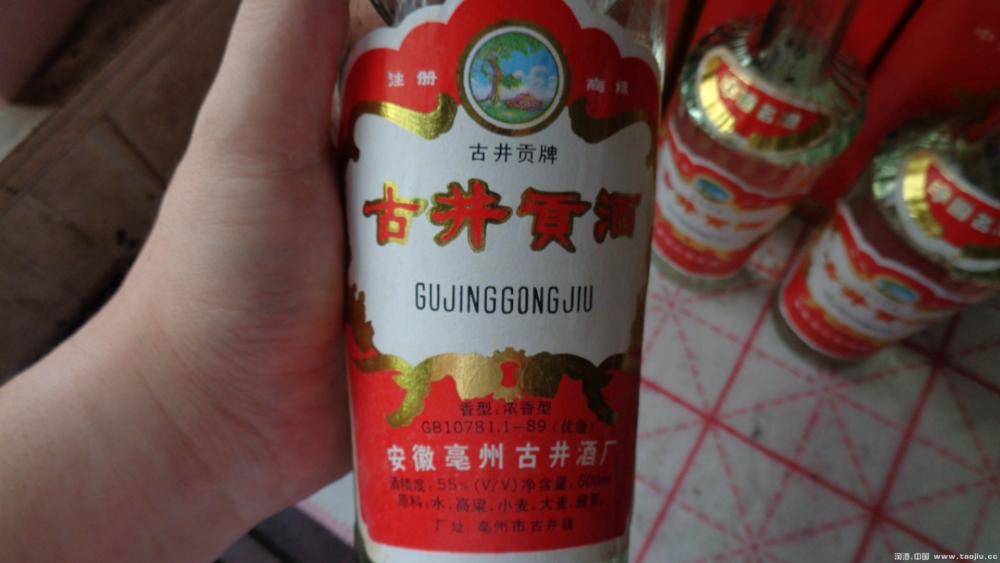 注册 商标
古井贡牌
古井贡酒
GUJINGGONGJIU
香型:浓香型
GB10781.1—89(优级)
安徽亳州古井酒厂
酒精度:55%(V/V)净含量:500ml
原料:水、高粱、小麦、大麦、豌豆
厂址:亳州市古井镇
淘酒.中国 www.taojiu.cc